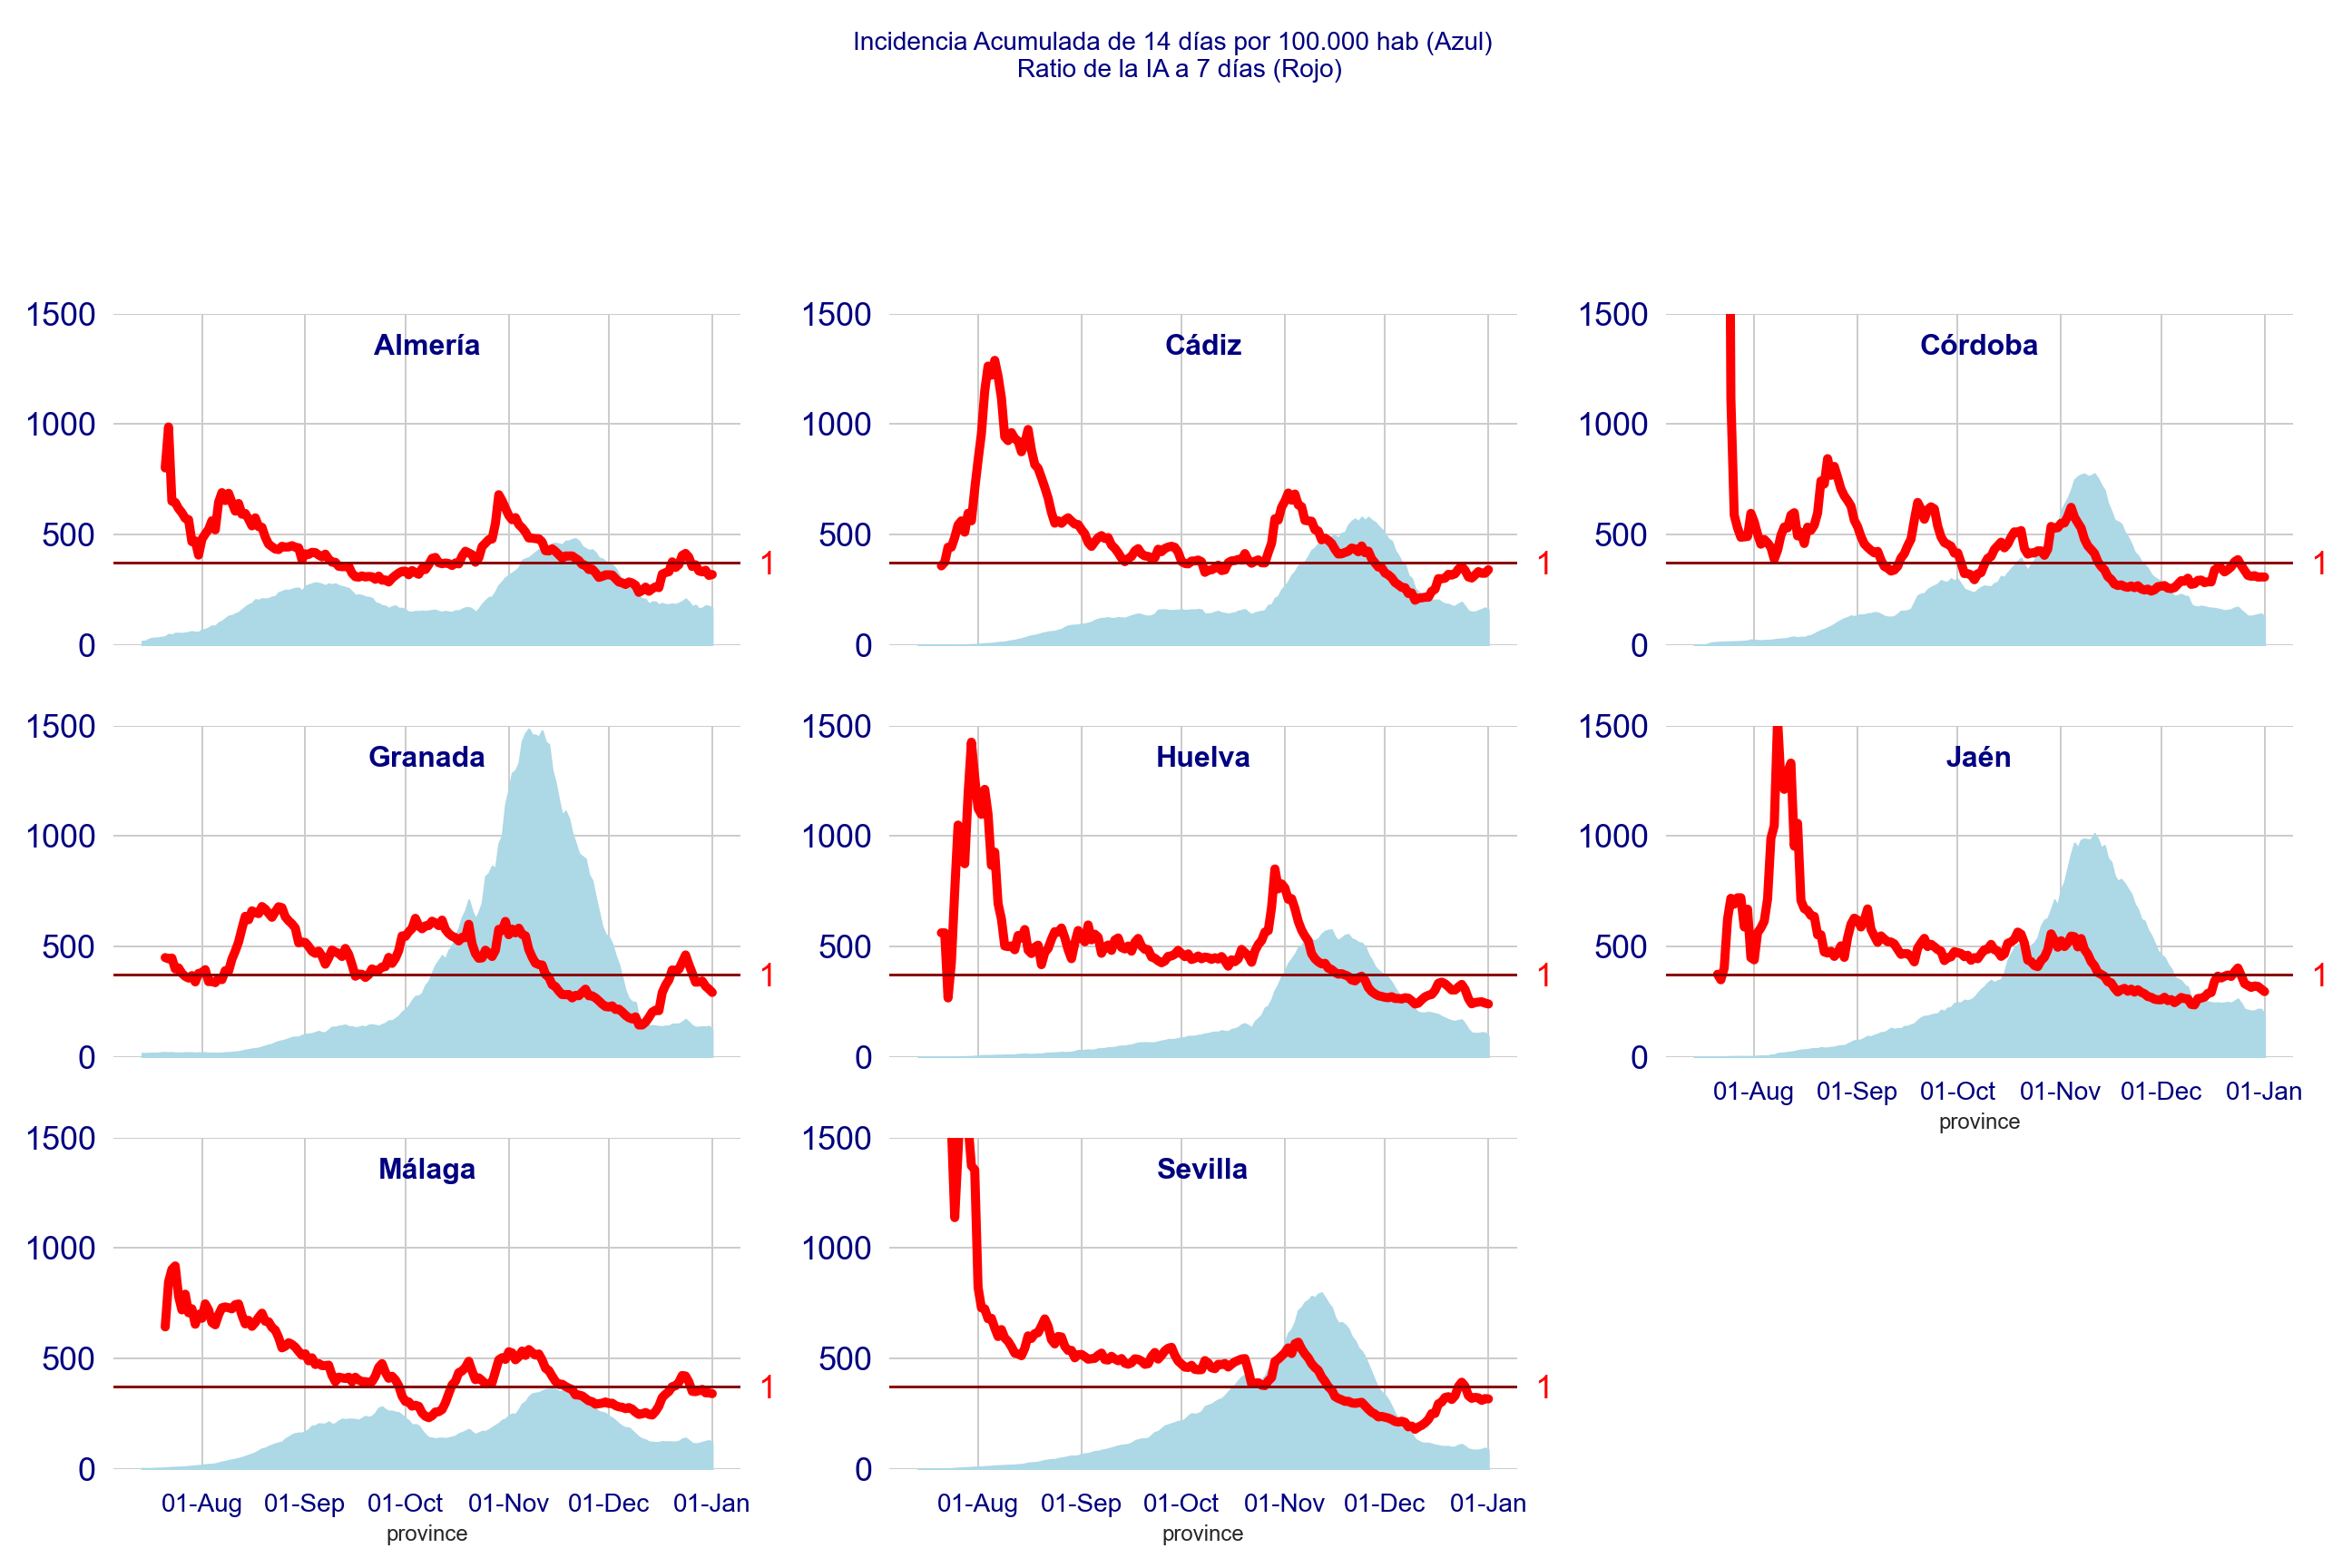 Incidencia Acumulada de 14 días por 100.000 hab (Azul)
Ratio de la IA a 7 días (Rojo)
1500
1000
500
0
Almería
1
1500
1000
500
0
Cádiz
1
1500
1000
500
0
Córdoba
1
1500
1000
500
0
Granada
1
1500
1000
500
0
Huelva
1
1500
1000
500
0
Jaén
1
01-Aug 01-Sep 01-Oct 01-Nov 01-Dec 01-Jan
province
1500
1000
500
0
Málaga
1
01-Aug 01-Sep 01-Oct 01-Nov 01-Dec 01-Jan
province
1500
1000
500
0
Sevilla
1
01-Aug 01-Sep 01-Oct 01-Nov 01-Dec 01-Jan
province